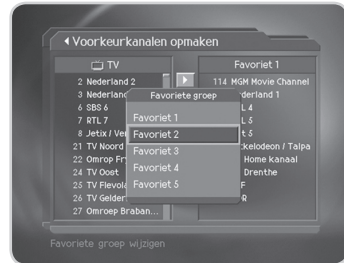 Voorkeurkanalen opmaken
TV
Favoriet 1
2 Nederland 2
3 Nederland
6 SBS 6
7 RTL 7
8 Jetix / Ver
21 TV Noord
22 Omrop Fr
24 TV Oost
25 TV Flevol
26 TV Gelder
27 Omroep Braban...
Favoriete groep
Favoriet 1
Favoriet 2
Favoriet 3
Favoriet 4
Favoriet 5
114 MGM Movie Channel
derland 1
L 4
L 5
t 5
kelodeon / Talpa
Home kanaal
Drenthe
F
R
Favoriete groep wijzigen